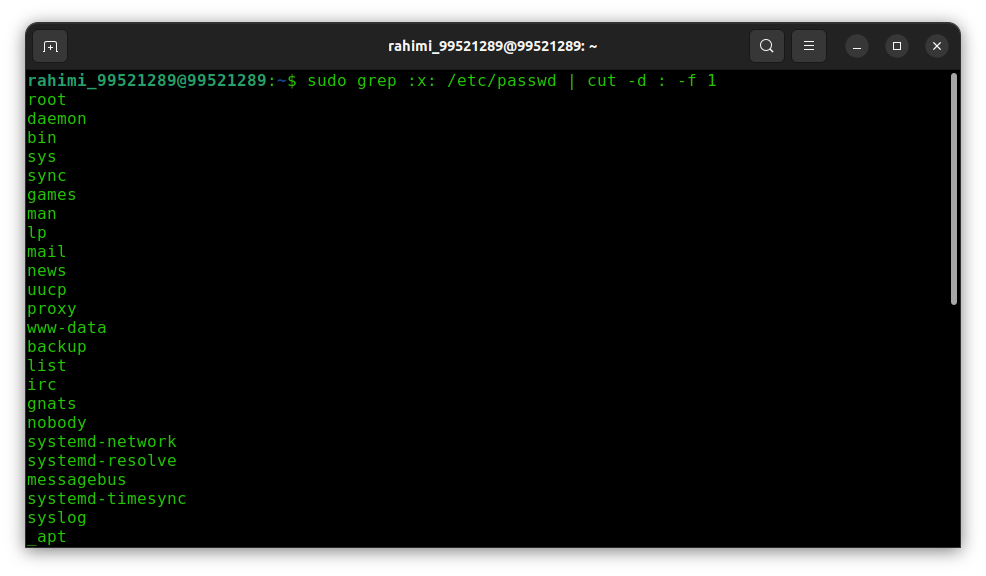 rahimi_99521289@99521289: ~
rahimi_99521289@99521289:~$ sudo grep :x: /etc/passwd | cut -d : -f 1
root
daemon
bin
sys
sync
games
man
lp
mail
news
uucp
proxy
www-data
backup
list
irc
gnats
nobody
systemd-network
systemd-resolve
messagebus
systemd-timesync
syslog
_apt